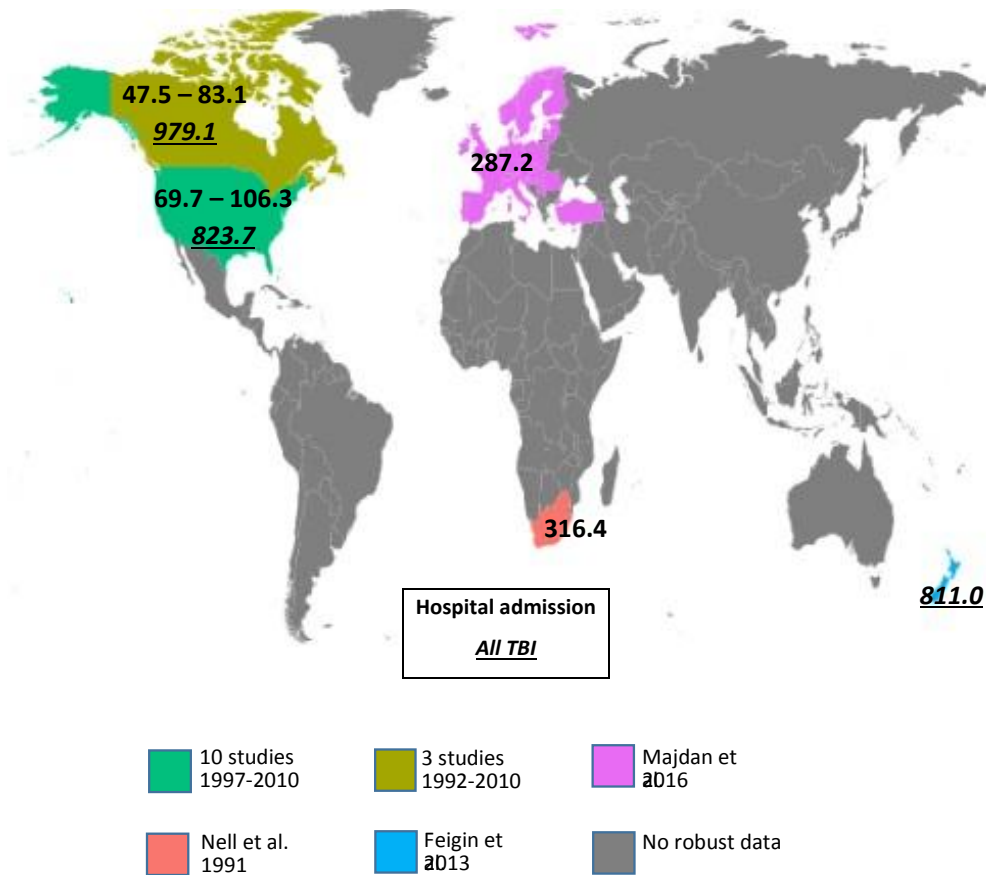 47.5 – 83.1
979.1
287.2
69.7 – 106.3
823.7
316.4
811.0
Hospital admission
All TBI
10 studies
1997-2010
3 studies
1992-2010
Majdan et
al.
2016
Nell et al.
1991
Feigin et
al.
2013
No robust data